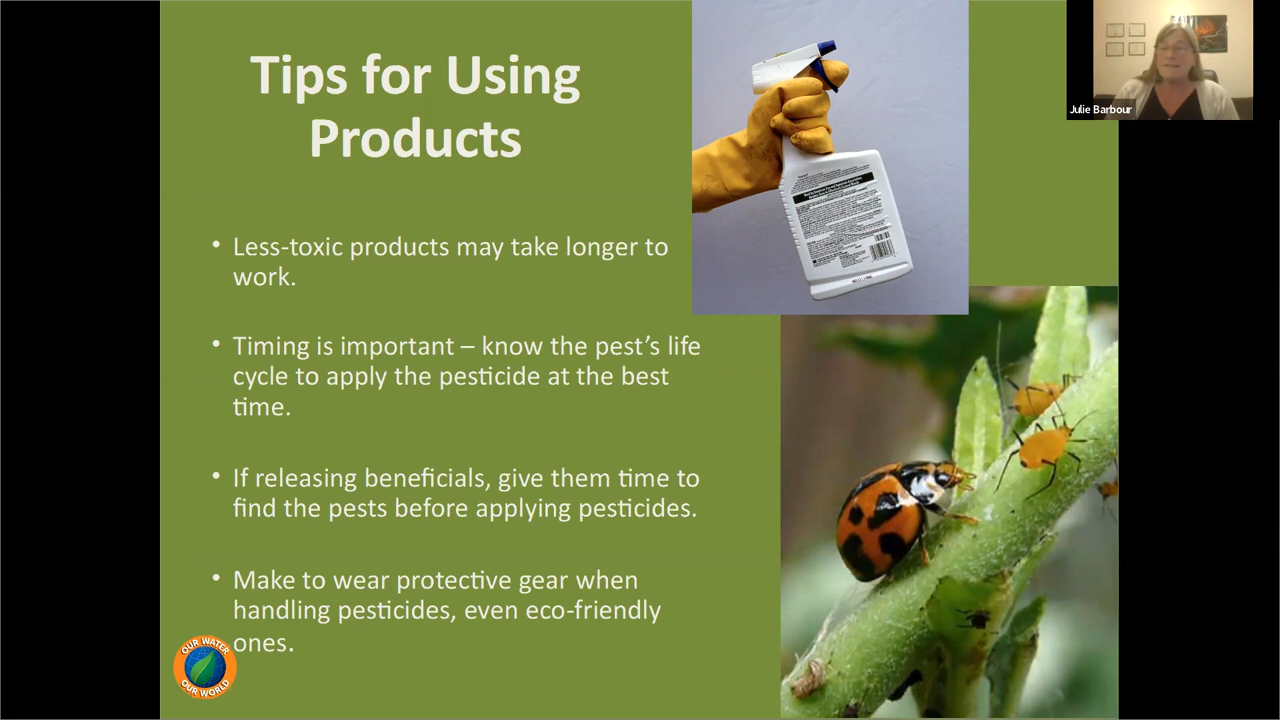 Tips for Using
Products
Julie Barbour
• Less-toxic products may take longer to
work.
• Timing is important – know the pest’s life
cycle to apply the pesticide at the best
time.
• If releasing beneficials, give them time to
find the pests before applying pesticides.
• Make to wear protective gear when
handling pesticides, even eco-friendly
ones.
OUR WATER
OUR WORLD